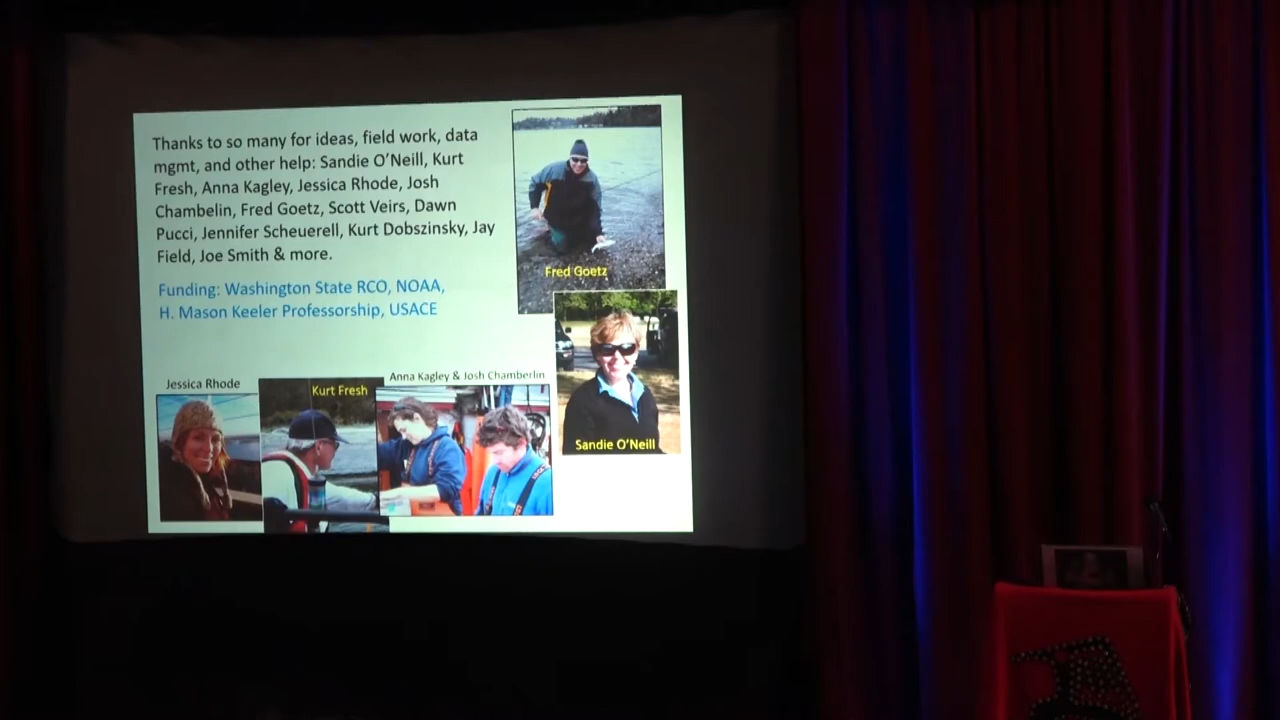 Thanks to so many for ideas, field work, data
mgmt, and other help: Sandie O'Neill, Kurt
Fresh, Anna Kagley, Jessica Rhode, Josh
Chambelin, Fred Goetz, Scott Veirs, Dawn
Pucci, Jennifer Scheuerell, Kurt Dobszinsky, Jay
Field, Joe Smith & more.
Funding: Washington State RCO, NOAA,
H. Mason Keeler Professorship, USACE
Fred Goetz
Sandie O'Neill
Jessica Rhode
Kurt Fresh
Anna Kagley & Josh Chamberlin